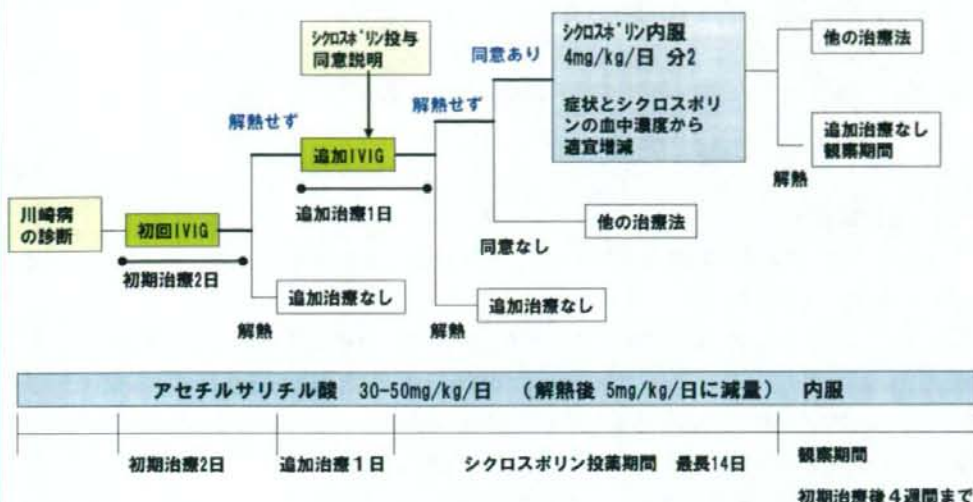 シクロスポリン投与
同意説明
同意あり
シクロスポリン内服
4mg/kg/日 分2
症状とシクロスポリ
ンの血中濃度から
適宜増減
他の治療法
追加治療なし
観察期間
解熱
解熱せず
解熱せず
追加IVIG
追加治療1日
川崎病
の診断
初回IVIG
初期治療2日
他の治療法
同意なし
追加治療なし
解熱
追加治療なし
解熱
アセチルサリチル酸 30-50mg/kg/日 (解熱後 5mg/kg/日に減量) 内服
初期治療2日
追加治療1日
シクロスポリン投薬期間 最長14日
観察期間
初期治療後4週間まで